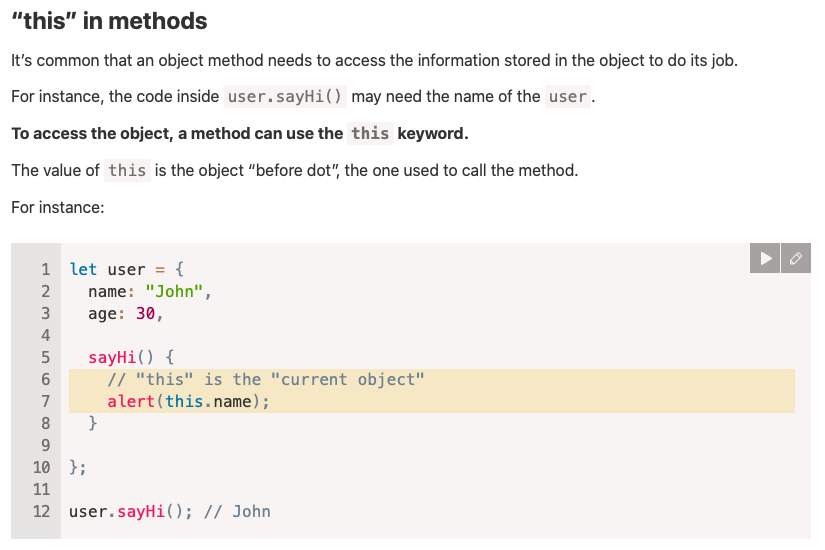 “this” in methods
It’s common that an object method needs to access the information stored in the object to do its job.
For instance, the code inside user.sayHi() may need the name of the user.
To access the object, a method can use the this keyword.
The value of this is the object “before dot”, the one used to call the method.
For instance:
1 let user = {
2   name: "John",
3   age: 30,
4
5   sayHi() {
6     // "this" is the "current object"
7     alert(this.name);
8   }
9
10 };
11
12 user.sayHi(); // John